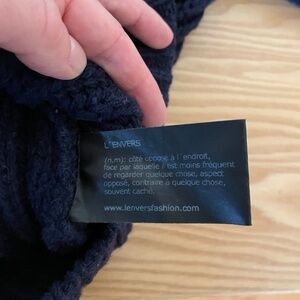 L'ENVERS
(n.m): côté opposé à l'endroit,
face par laquelle il est moins fréquent
de regarder quelque chose, aspect
opposé, contraire à quelque chose,
souvent caché.
www.lenversfashion.com